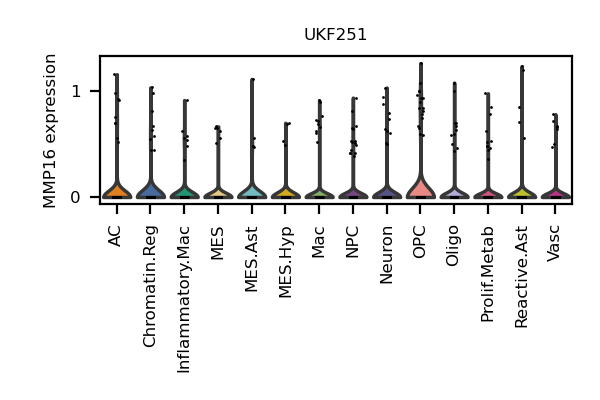 UKF251
MMP16 expression
1
0
AC
Chromatin.Reg
Inflammatory.Mac
MES
MES.Ast
MES.Hyp
Mac
NPC
Neuron
OPC
Oligo
Prolif.Metab
Reactive.Ast
Vasc